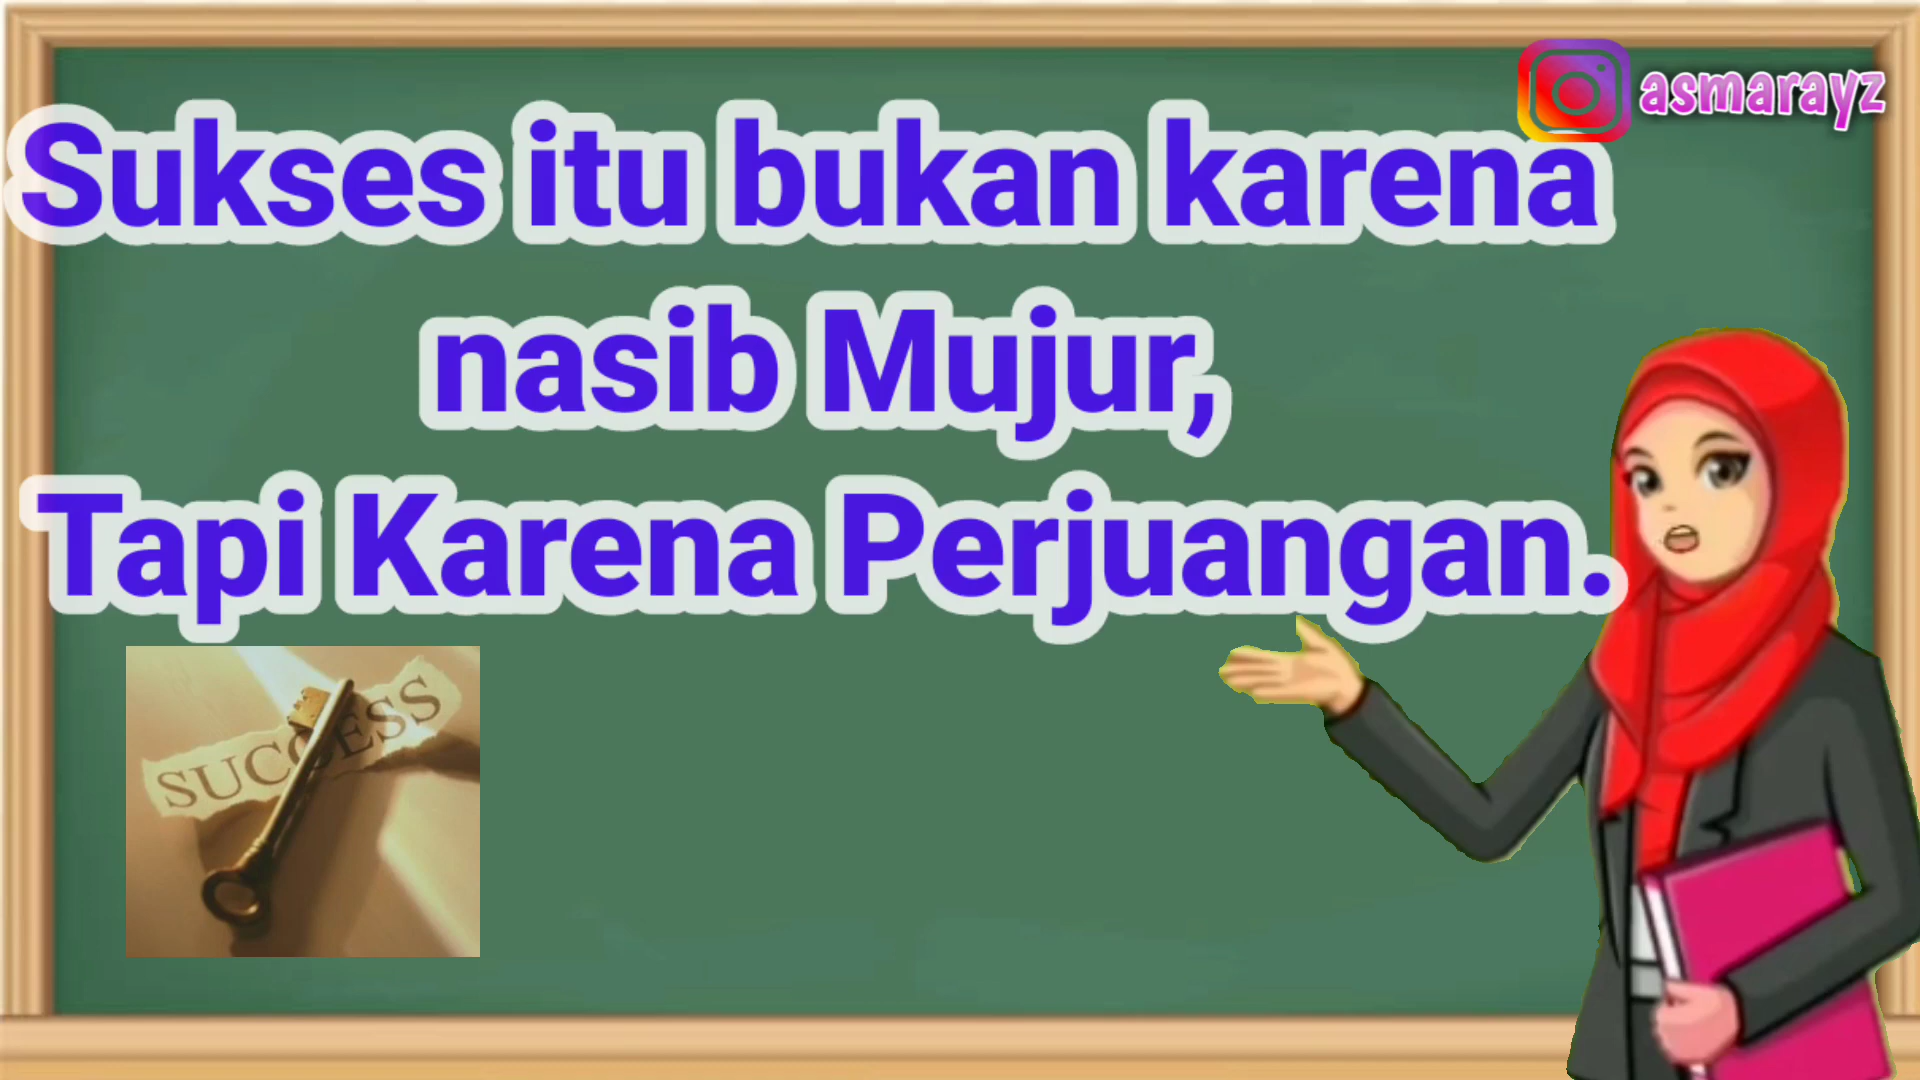 asmarayz
Sukses itu bukan karena
nasib Mujur,
Tapi Karena Perjuangan.
SUCCESS